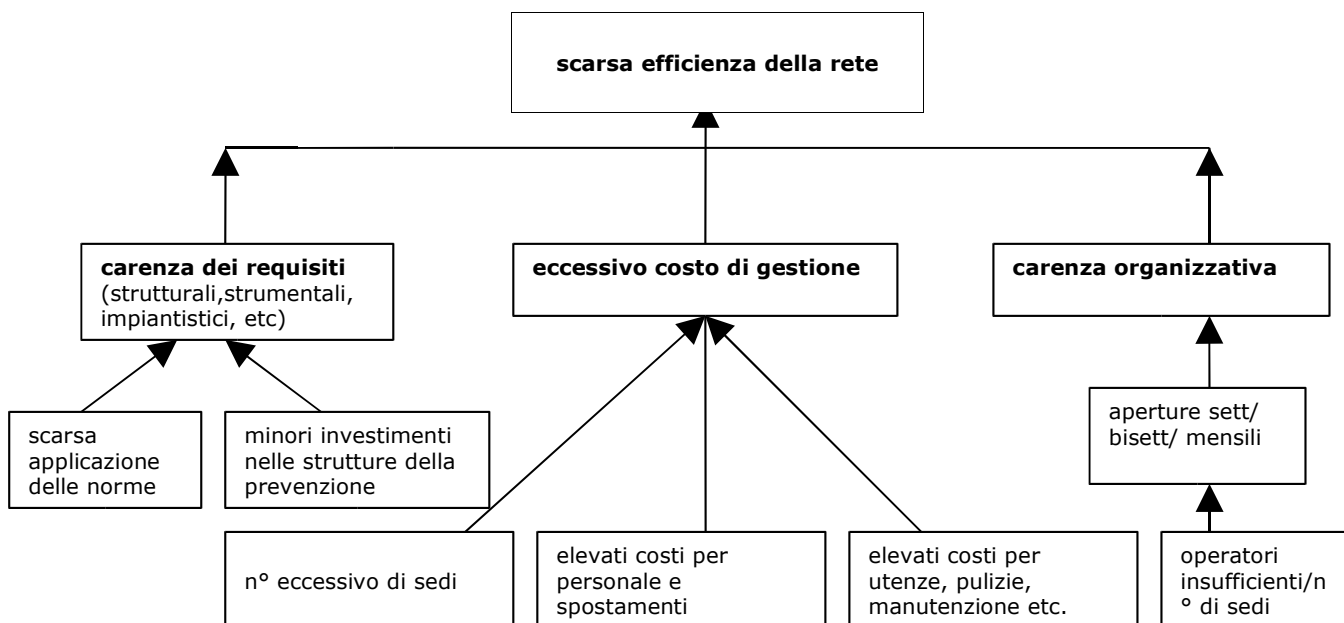 scarsa efficienza della rete
carenza dei requisiti
(strutturali,strumentali,
impiantistici, etc)
eccessivo costo di gestione
carenza organizzativa
scarsa
applicazione
delle norme
minori investimenti
nelle strutture della
prevenzione
aperture sett/
bisett/ mensili
n° eccessivo di sedi
elevati costi per
personale e
spostamenti
elevati costi per
utenze, pulizie,
manutenzione etc.
operatori
insufficienti/n
° di sedi